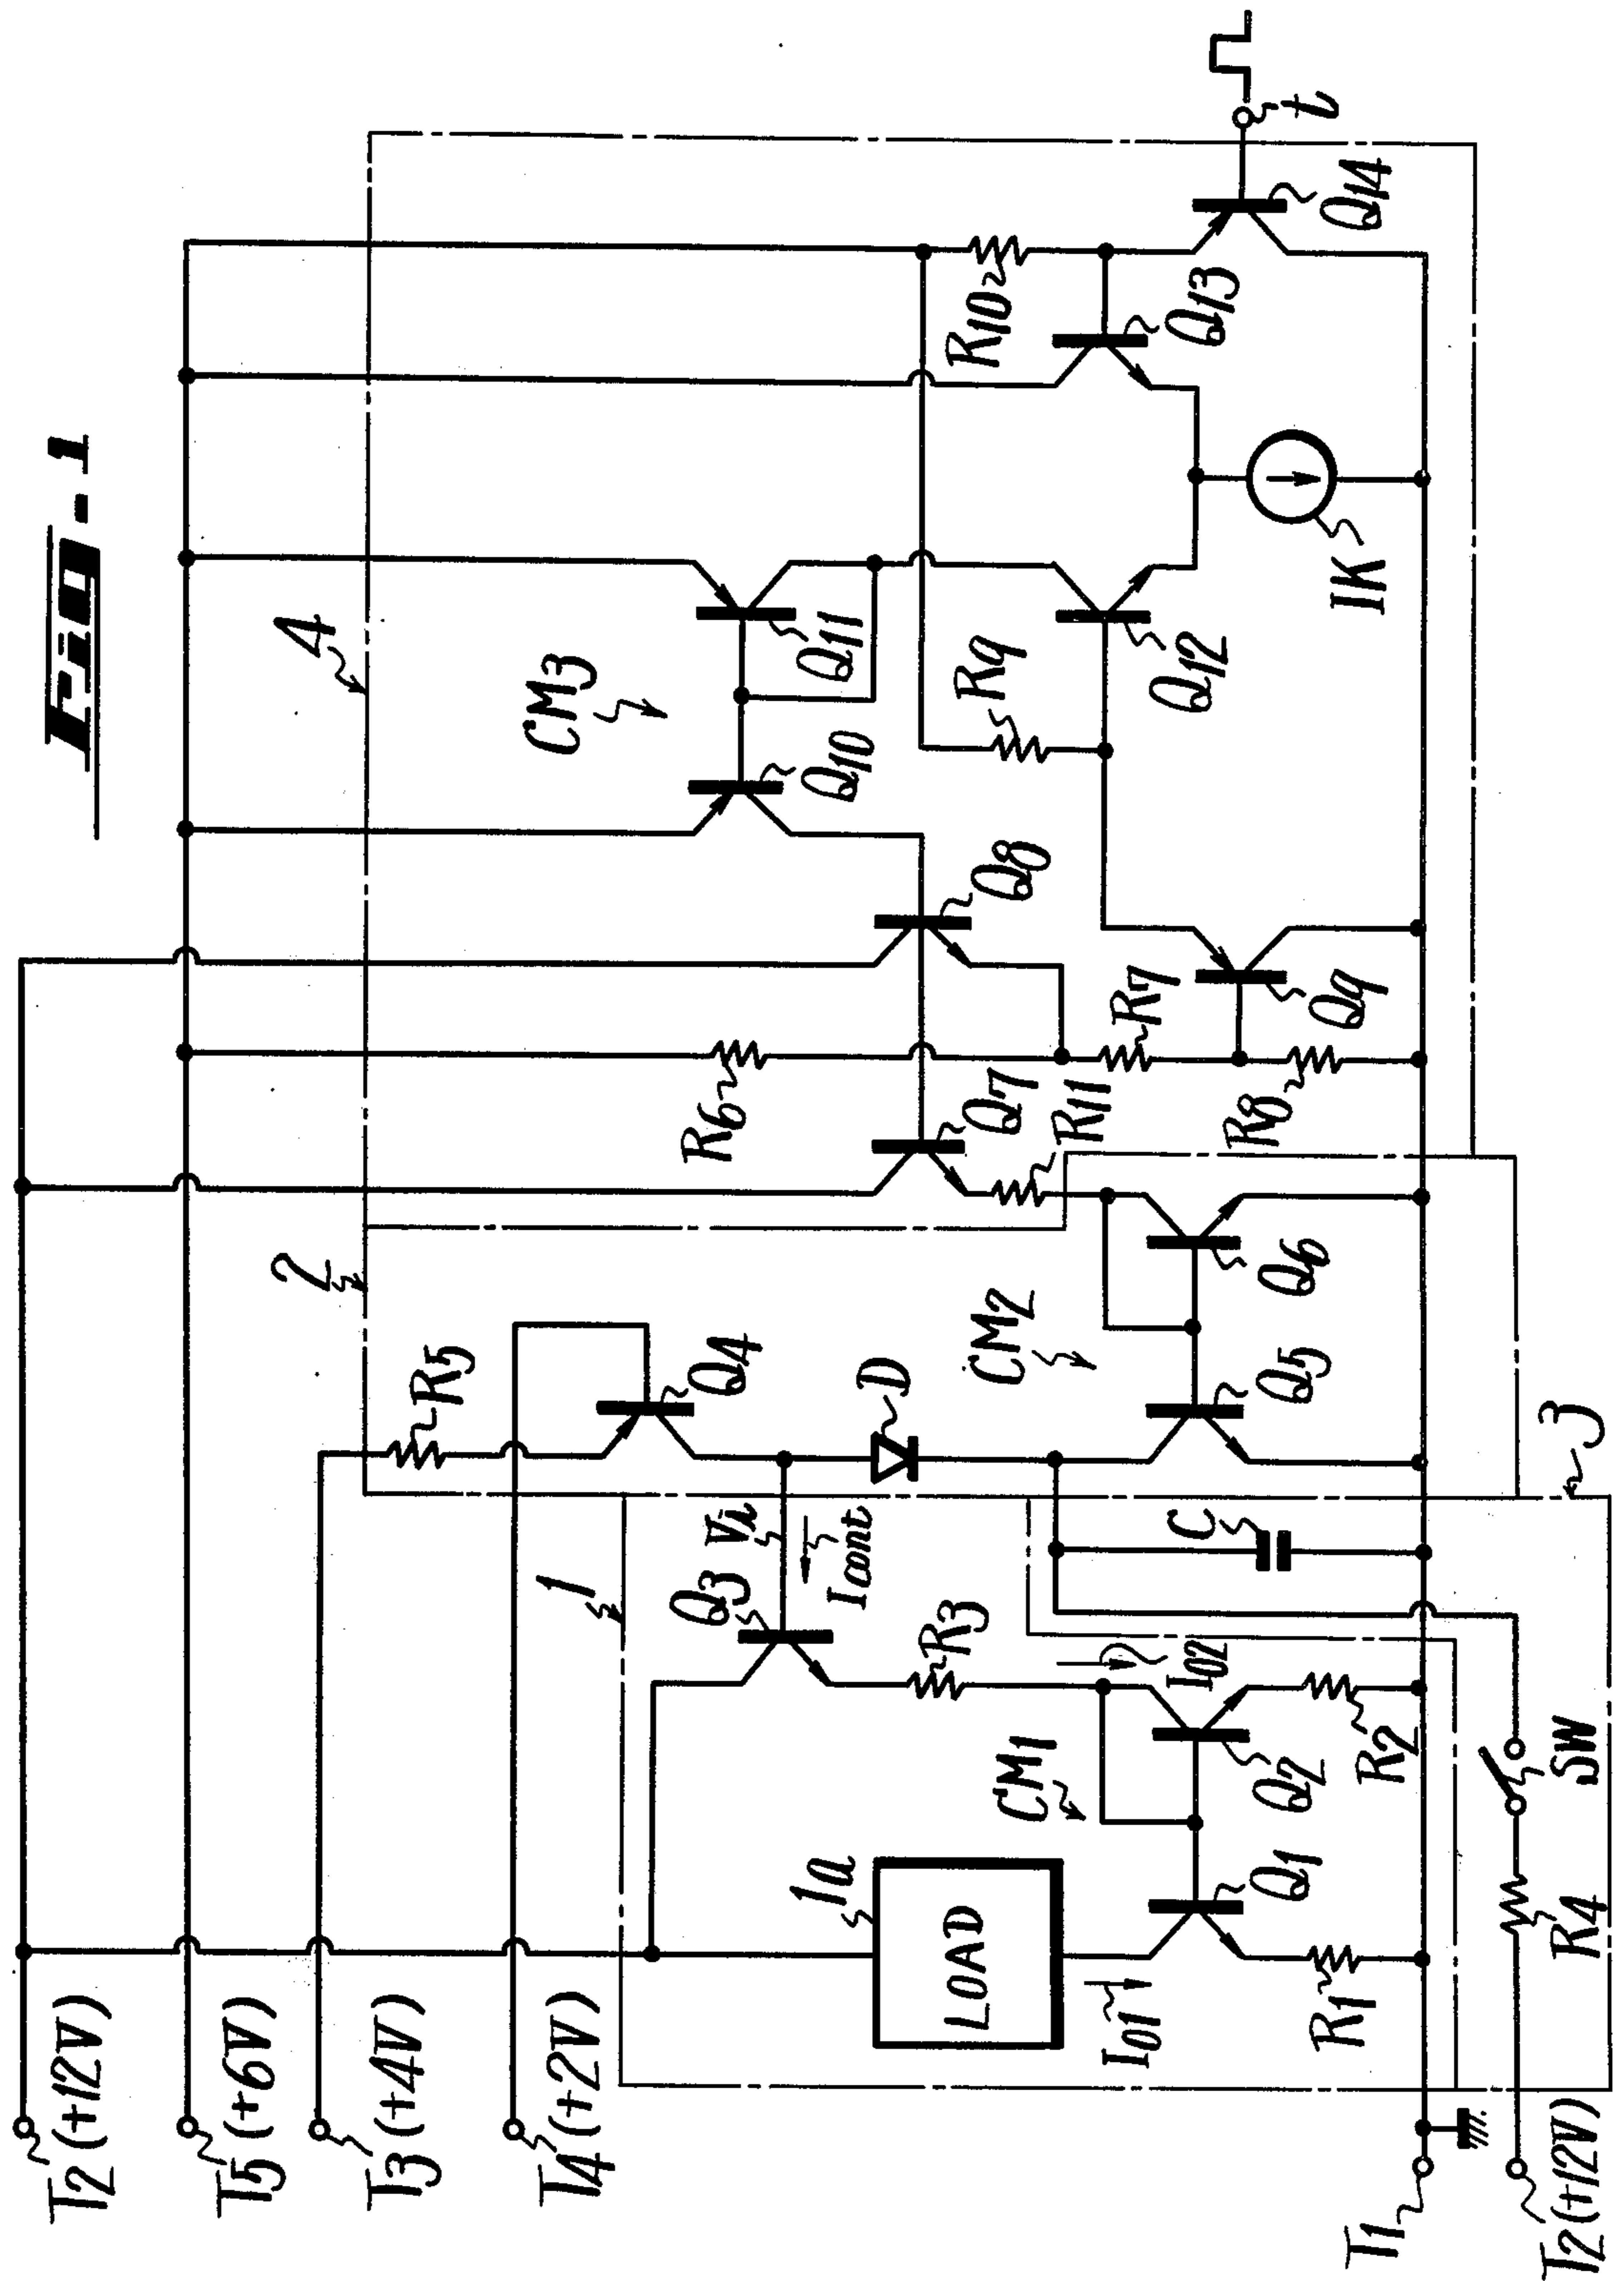 Fig-1
T2 (+12V)
T5 (+6V)
T3 (+4V)
T4 (+2V)
T1
T2 (+12V)
1
2
3
4
1a
LOAD
I01
I02
Icont
Vi
CM1
CM2
CM3
Q1
Q2
Q3
Q4
Q5
Q6
Q7
Q8
Q9
Q10
Q11
Q12
Q13
Q14
R1
R2
R3
R4
R5
R6
R7
R8
R9
R10
R11
D
C
SW
IK
t